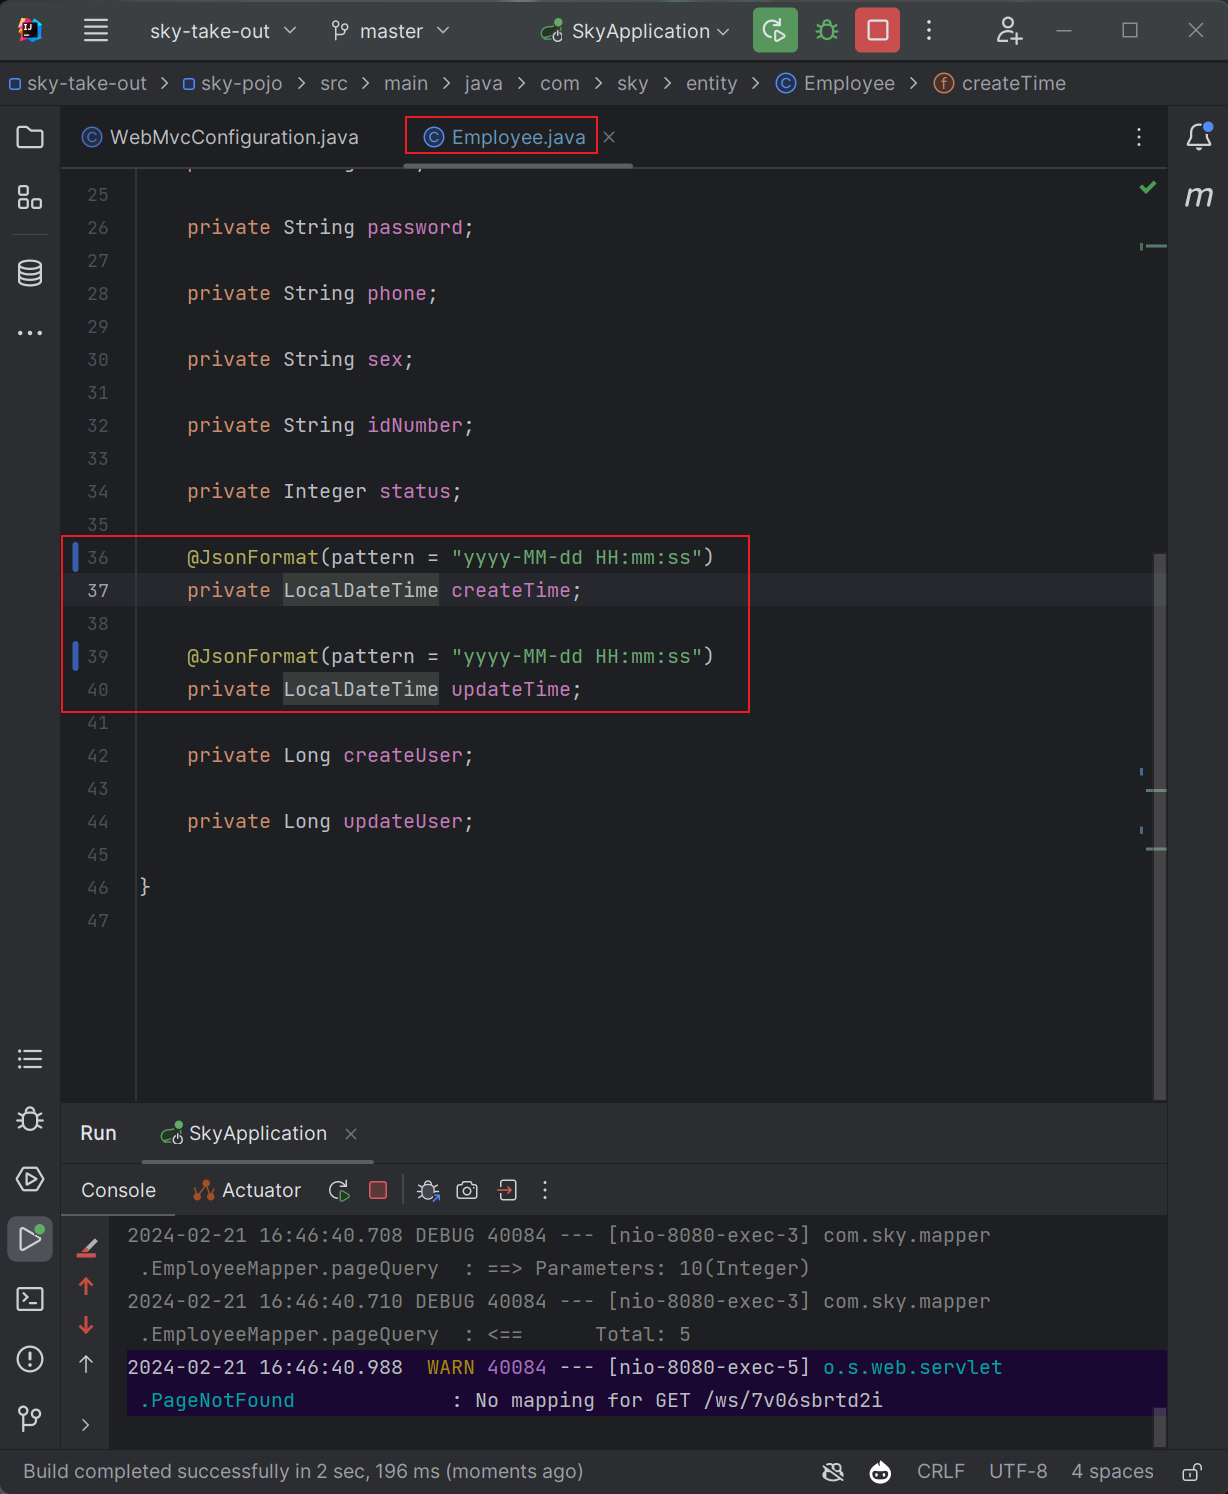 sky-take-out master SkyApplication
sky-take-out > sky-pojo > src > main > java > com > sky > entity > Employee > createTime
WebMvcConfiguration.java Employee.java
25
26 private String password;
27
28 private String phone;
29
30 private String sex;
31
32 private String idNumber;
33
34 private Integer status;
35
36 @JsonFormat(pattern = "yyyy-MM-dd HH:mm:ss")
37 private LocalDateTime createTime;
38
39 @JsonFormat(pattern = "yyyy-MM-dd HH:mm:ss")
40 private LocalDateTime updateTime;
41
42 private Long createUser;
43
44 private Long updateUser;
45
46 }
47
Run SkyApplication
Console Actuator
2024-02-21 16:46:40.708 DEBUG 40084 --- [nio-8080-exec-3] com.sky.mapper
.EmployeeMapper.pageQuery : ==> Parameters: 10(Integer)
2024-02-21 16:46:40.710 DEBUG 40084 --- [nio-8080-exec-3] com.sky.mapper
.EmployeeMapper.pageQuery : <== Total: 5
2024-02-21 16:46:40.988 WARN 40084 --- [nio-8080-exec-5] o.s.web.servlet
.PageNotFound : No mapping for GET /ws/7v06sbrtd2i
Build completed successfully in 2 sec, 196 ms (moments ago) CRLF UTF-8 4 spaces